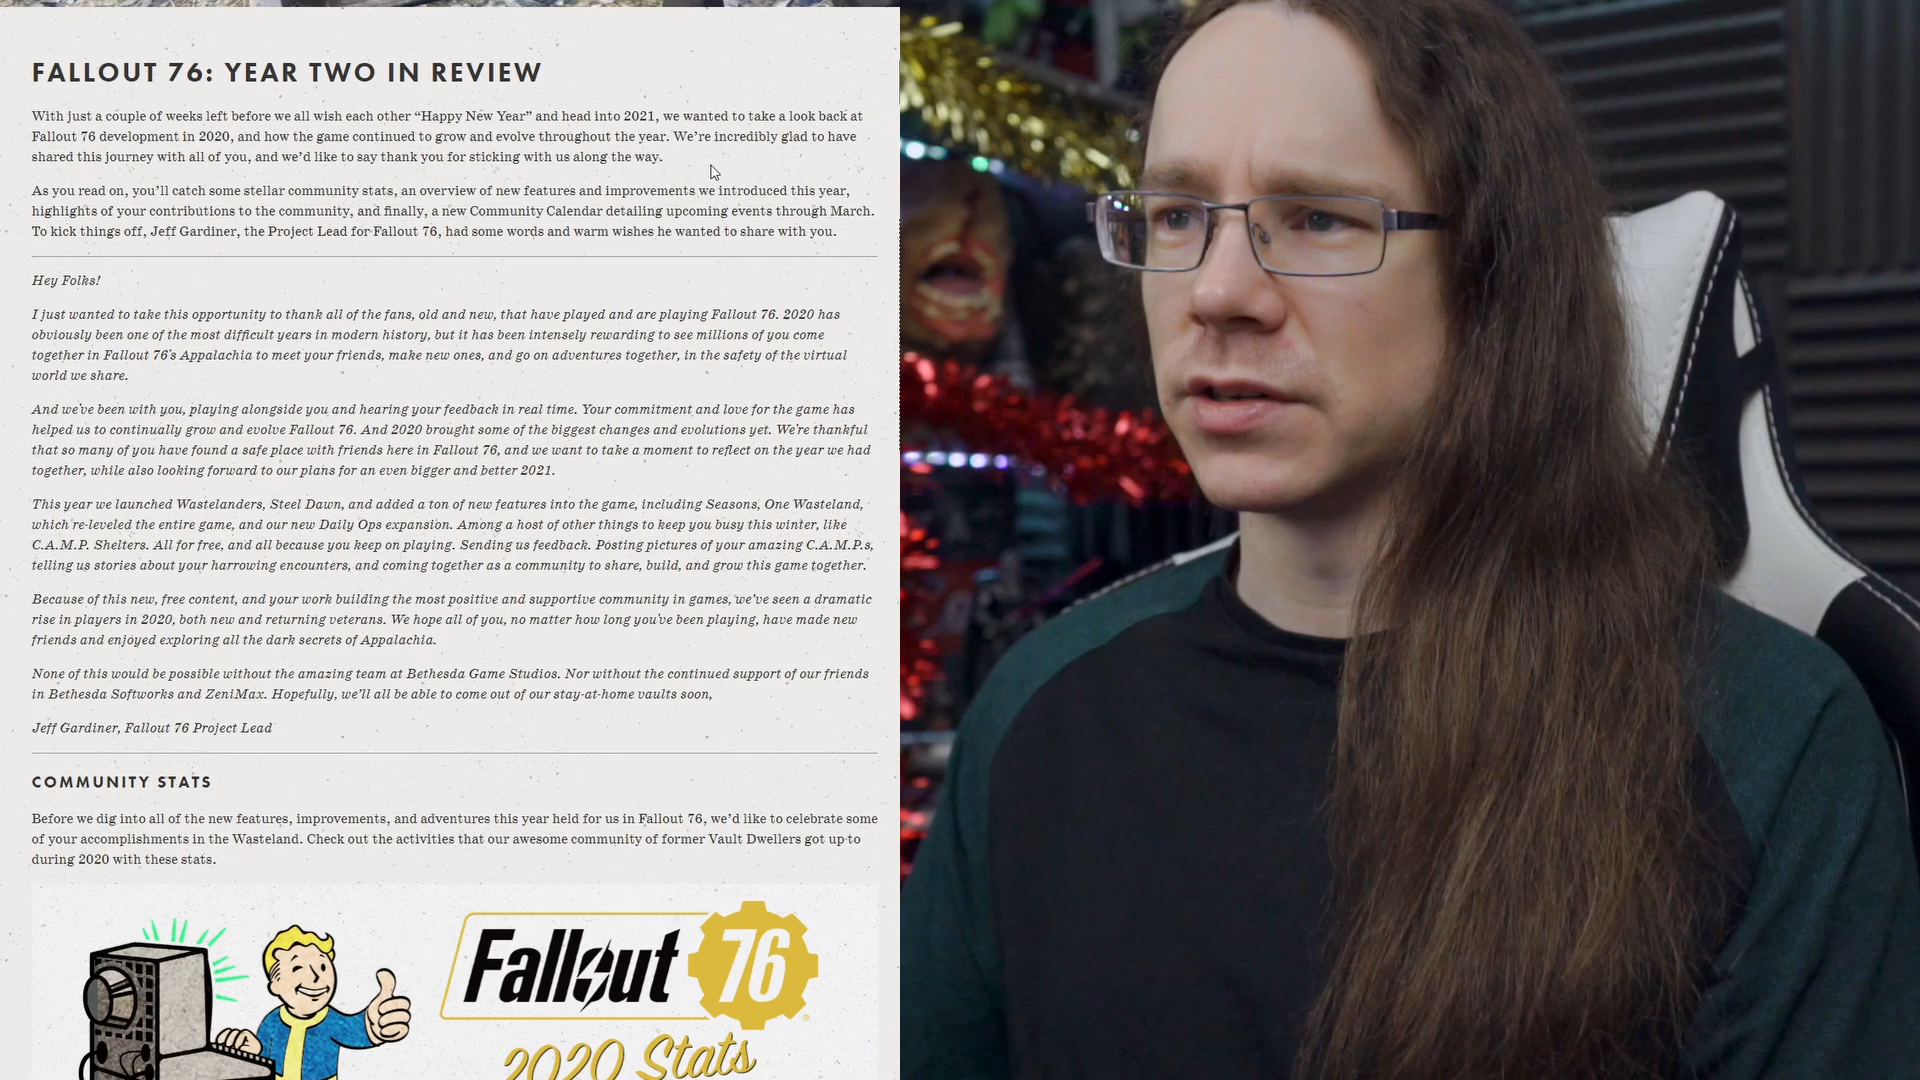 FALLOUT 76: YEAR TWO IN REVIEW
With just a couple of weeks left before we all wish each other “Happy New Year” and head into 2021, we wanted to take a look back at
Fallout 76 development in 2020, and how the game continued to grow and evolve throughout the year. We’re incredibly glad to have
shared this journey with all of you, and we’d like to say thank you for sticking with us along the way.
As you read on, you’ll catch some stellar community stats, an overview of new features and improvements we introduced this year,
highlights of your contributions to the community, and finally, a new Community Calendar detailing upcoming events through March.
To kick things off, Jeff Gardiner, the Project Lead for Fallout 76, had some words and warm wishes he wanted to share with you.
Hey Folks!
I just wanted to take this opportunity to thank all of the fans, old and new, that have played and are playing Fallout 76. 2020 has
obviously been one of the most difficult years in modern history, but it has been intensely rewarding to see millions of you come
together in Fallout 76’s Appalachia to meet your friends, make new ones, and go on adventures together, in the safety of the virtual
world we share.
And we’ve been with you, playing alongside you and hearing your feedback in real time. Your commitment and love for the game has
helped us to continually grow and evolve Fallout 76. And 2020 brought some of the biggest changes and evolutions yet. We’re thankful
that so many of you have found a safe place with friends here in Fallout 76, and we want to take a moment to reflect on the year we had
together, while also looking forward to our plans for an even bigger and better 2021.
This year we launched Wastelanders, Steel Dawn, and added a ton of new features into the game, including Seasons, One Wasteland,
which re-leveled the entire game, and our new Daily Ops expansion. Among a host of other things to keep you busy this winter, like
C.A.M.P. Shelters. All for free, and all because you keep on playing. Sending us feedback. Posting pictures of your amazing C.A.M.P.s,
telling us stories about your harrowing encounters, and coming together as a community to share, build, and grow this game together.
Because of this new, free content, and your work building the most positive and supportive community in games, we’ve seen a dramatic
rise in players in 2020, both new and returning veterans. We hope all of you, no matter how long you’ve been playing, have made new
friends and enjoyed exploring all the dark secrets of Appalachia.
None of this would be possible without the amazing team at Bethesda Game Studios. Nor without the continued support of our friends
in Bethesda Softworks and ZeniMax. Hopefully, we’ll all be able to come out of our stay-at-home vaults soon,
Jeff Gardiner, Fallout 76 Project Lead
COMMUNITY STATS
Before we dig into all of the new features, improvements, and adventures this year held for us in Fallout 76, we’d like to celebrate some
of your accomplishments in the Wasteland. Check out the activities that our awesome community of former Vault Dwellers got up to
during 2020 with these stats.
Fallout 76
2020 Stats